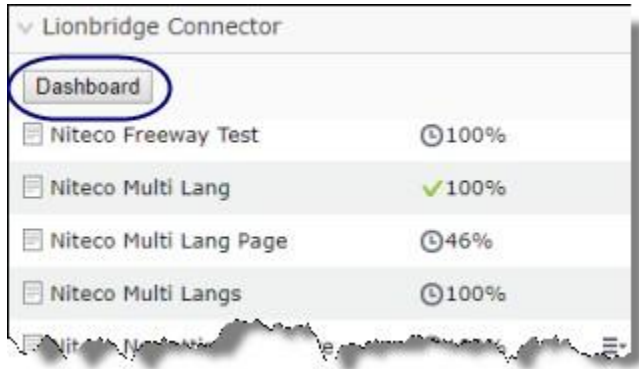 Lionbridge Connector
Dashboard
Niteco Freeway Test 100%
Niteco Multi Lang 100%
Niteco Multi Lang Page 46%
Niteco Multi Langs 100%